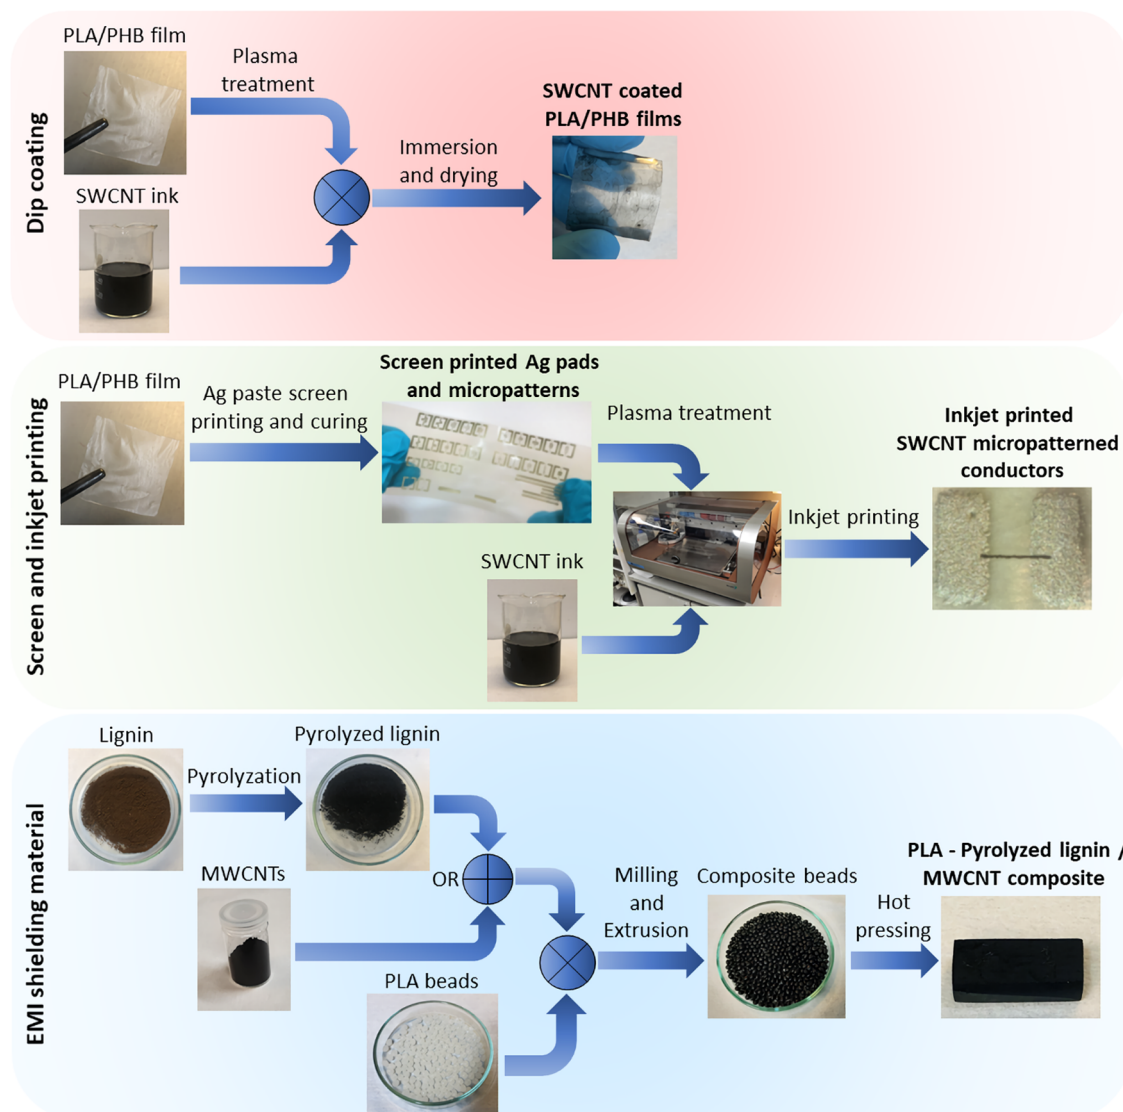 Dip coating
PLA/PHB film
Plasma
treatment
SWCNT ink
Immersion
and drying
SWCNT coated
PLA/PHB films
Screen and inkjet printing
PLA/PHB film
Ag paste screen
printing and curing
Screen printed Ag pads
and micropatterns
Plasma treatment
SWCNT ink
Inkjet printing
Inkjet printed
SWCNT micropatterned
conductors
EMI shielding material
Lignin
Pyrolyzation
Pyrolyzed lignin
MWCNTs
OR
PLA beads
Milling
and
Extrusion
Composite beads
Hot
pressing
PLA - Pyrolyzed lignin /
MWCNT composite